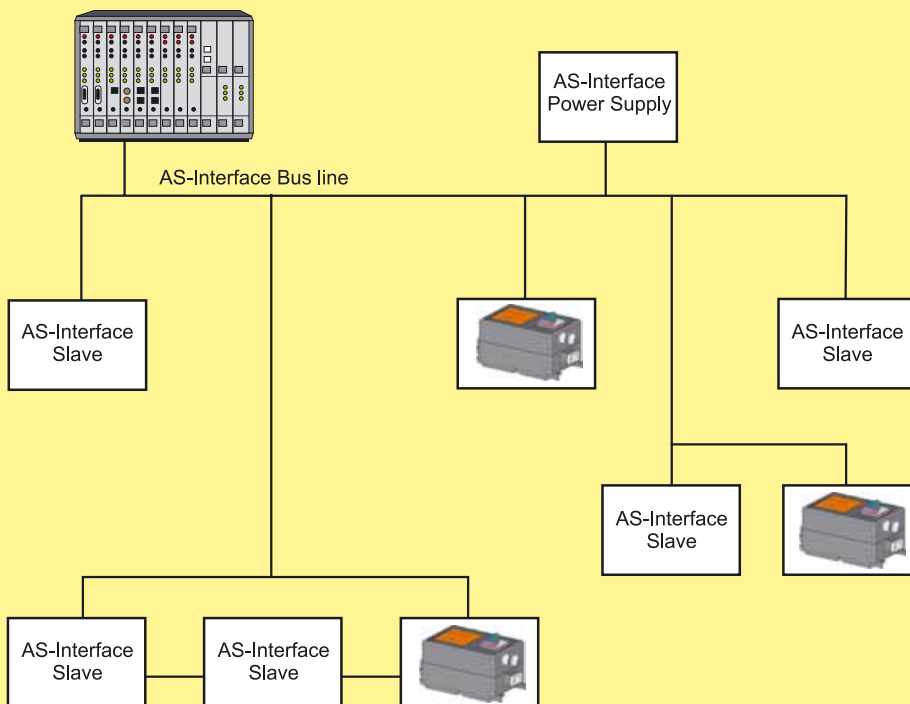 AS-Interface
Power Supply
AS-Interface Bus line
AS-Interface
Slave
AS-Interface
Slave
AS-Interface
Slave
AS-Interface
Slave
AS-Interface
Slave